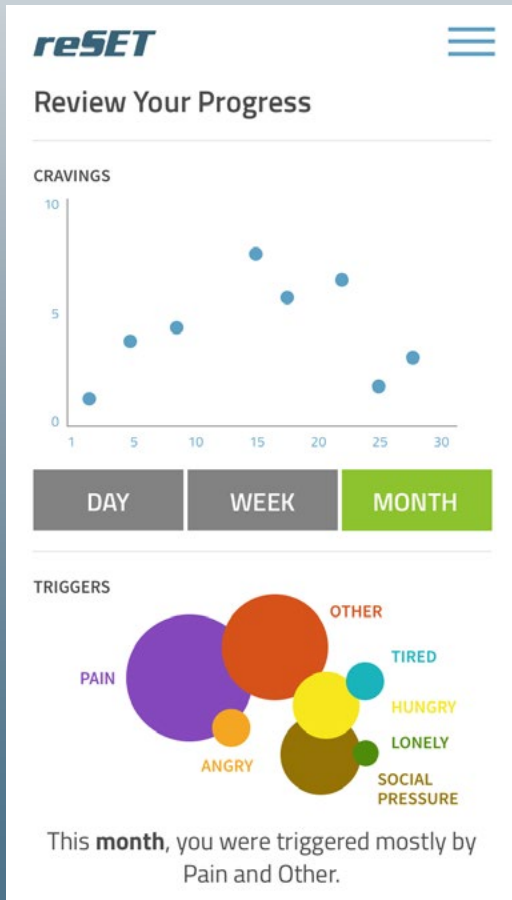 reSET
Review Your Progress
CRAVINGS
10
5
0
1 5 10 15 20 25 30
DAY WEEK MONTH
TRIGGERS
OTHER
TIRED
PAIN
HUNGRY
LONELY
ANGRY
SOCIAL
PRESSURE
This month, you were triggered mostly by
Pain and Other.